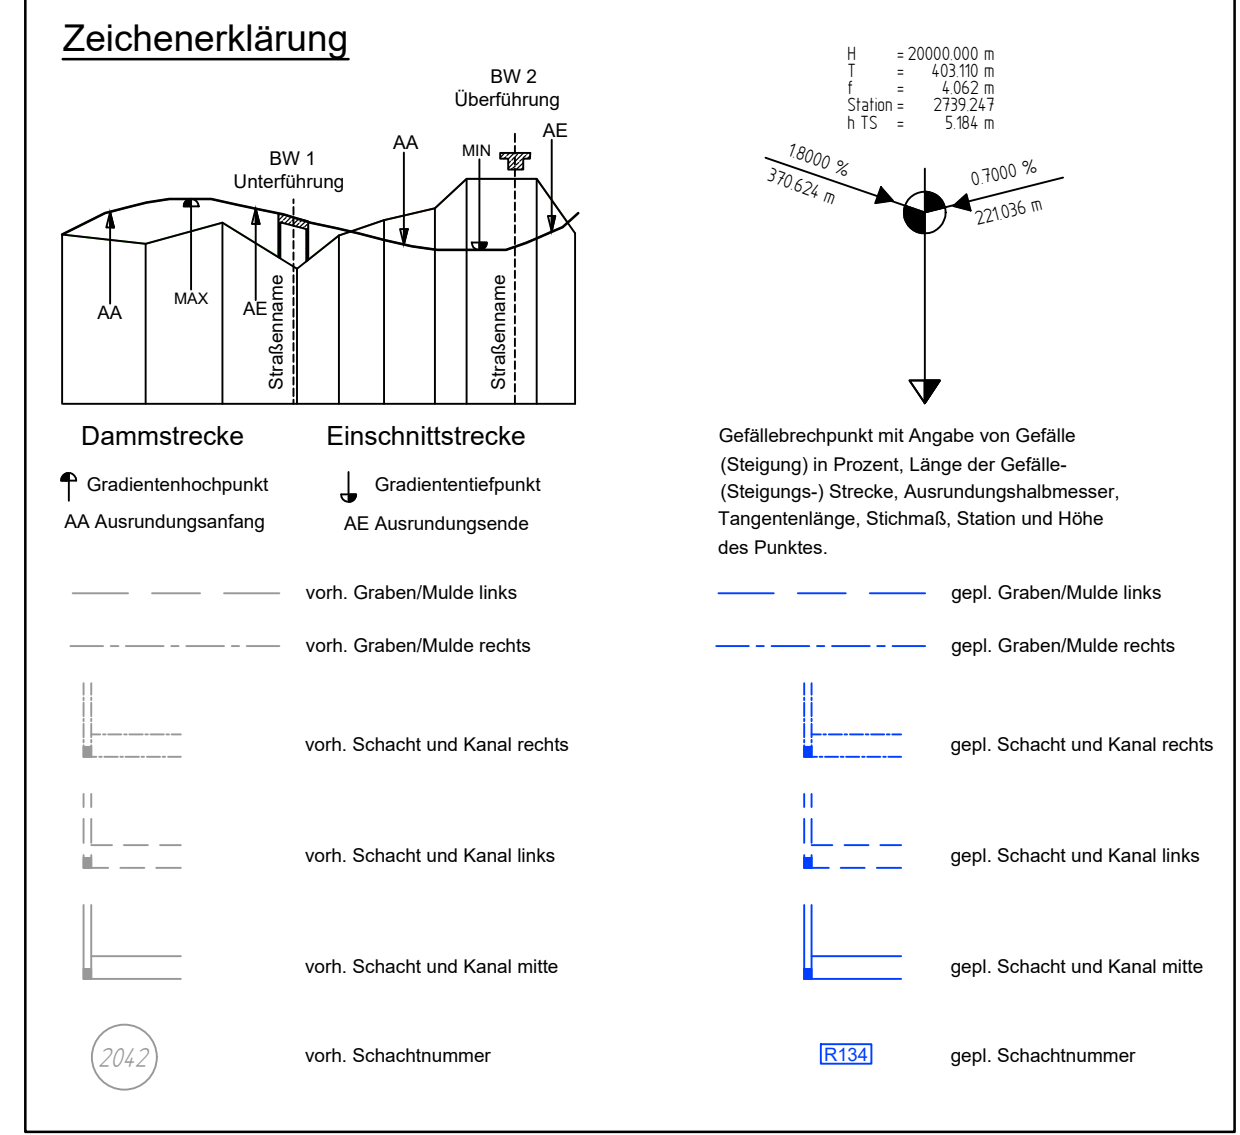 Zeichenerklärung
BW 2
Überführung
AA
MIN
AE
BW 1
Unterführung
AA
MAX
AE
Straßenname
Straßenname
Dammstrecke
Einschnittstrecke
Gradientenhochpunkt
Gradiententiefpunkt
AA Ausrundungsanfang
AE Ausrundungsende
H = 20000.000 m
T = 403.110 m
f = 4.062 m
Station = 2739.247
h TS = 5.184 m
1.8000 %
370.624 m
0.7000 %
221.036 m
Gefällebrechpunkt mit Angabe von Gefälle
(Steigung) in Prozent, Länge der Gefälle-
(Steigungs-) Strecke, Ausrundungshalbmesser,
Tangentenlänge, Stichmaß, Station und Höhe
des Punktes.
vorh. Graben/Mulde links
gepl. Graben/Mulde links
vorh. Graben/Mulde rechts
gepl. Graben/Mulde rechts
vorh. Schacht und Kanal rechts
gepl. Schacht und Kanal rechts
vorh. Schacht und Kanal links
gepl. Schacht und Kanal links
vorh. Schacht und Kanal mitte
gepl. Schacht und Kanal mitte
2042
vorh. Schachtnummer
R134
gepl. Schachtnummer